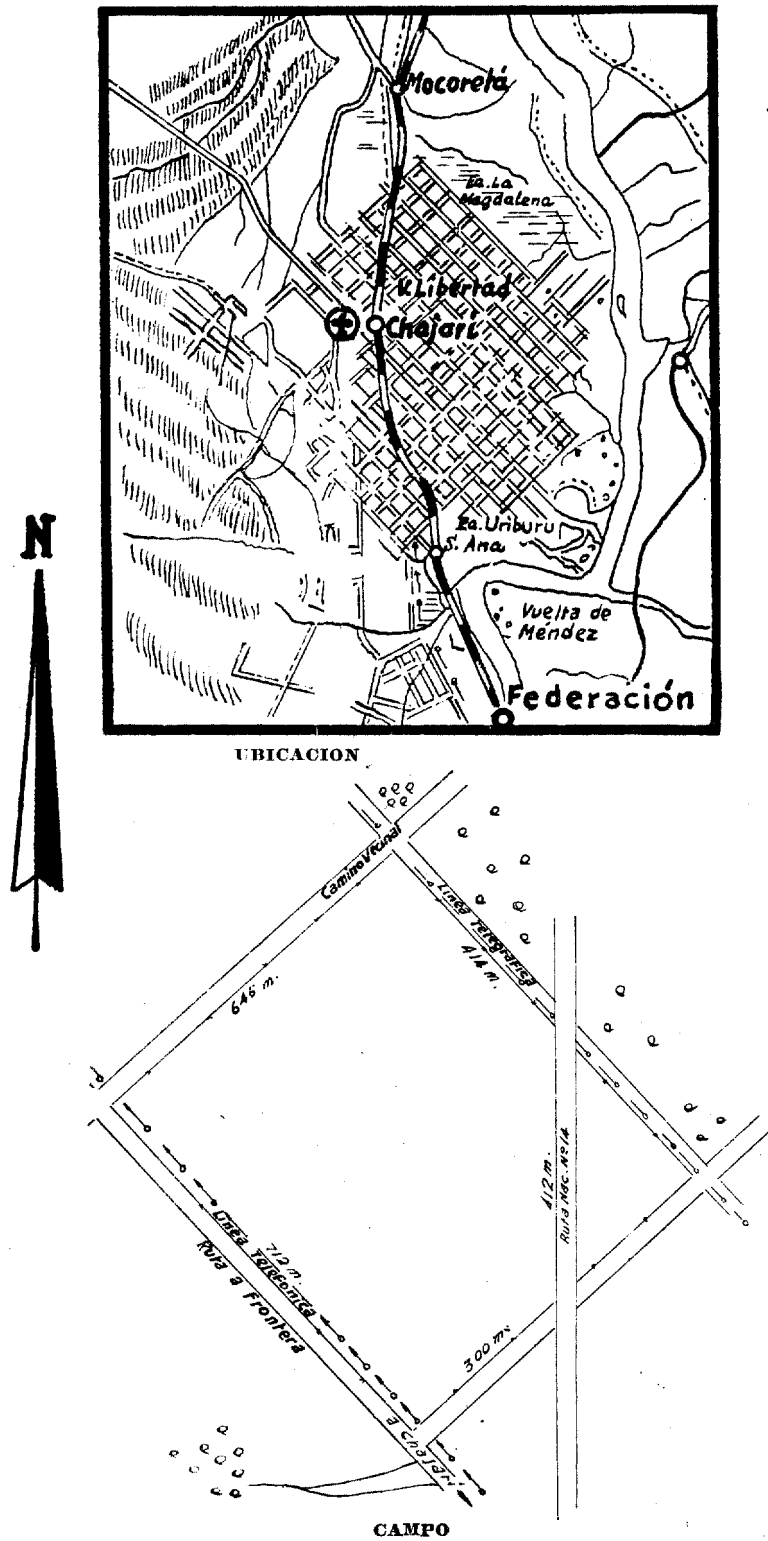 Mocoretá
Ea. La
Magdalena
V. Libertad
Chajarí
Ea. Uriburu
S. Ana
Vuelta de
Méndez
Federación
N
UBICACION
Camino Vecinal
Línea Telegráfica
414 m.
646 m.
412 m.
Ruta Nac. Nº 14
Línea Telefónica
712 m.
Ruta a Frontera
300 m.
a Chajarí
CAMPO